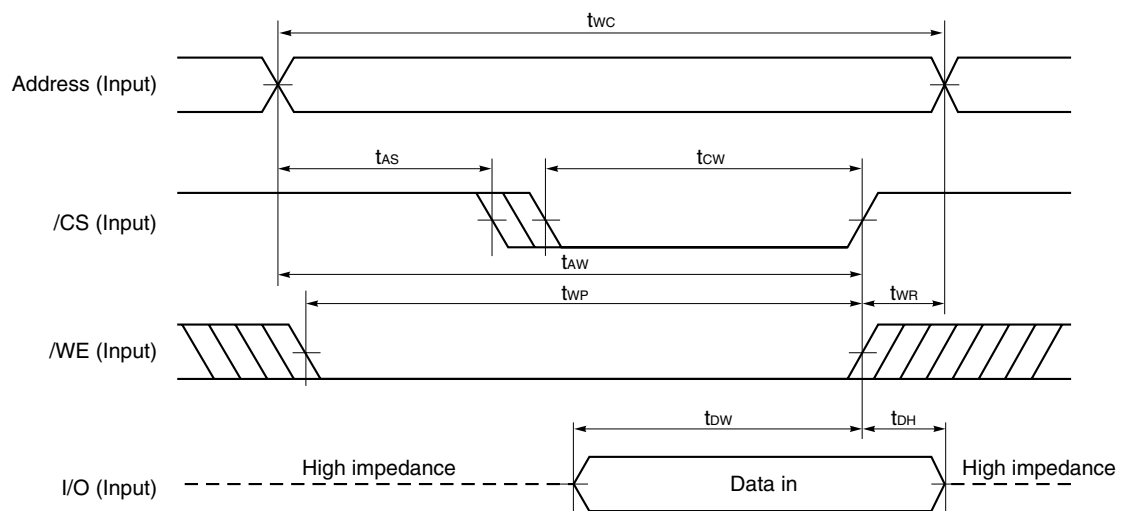 tWC
Address (Input)
tAS
tCW
/CS (Input)
tAW
tWP
tWR
/WE (Input)
tDW
tDH
High impedance
Data in
High impedance
I/O (Input)